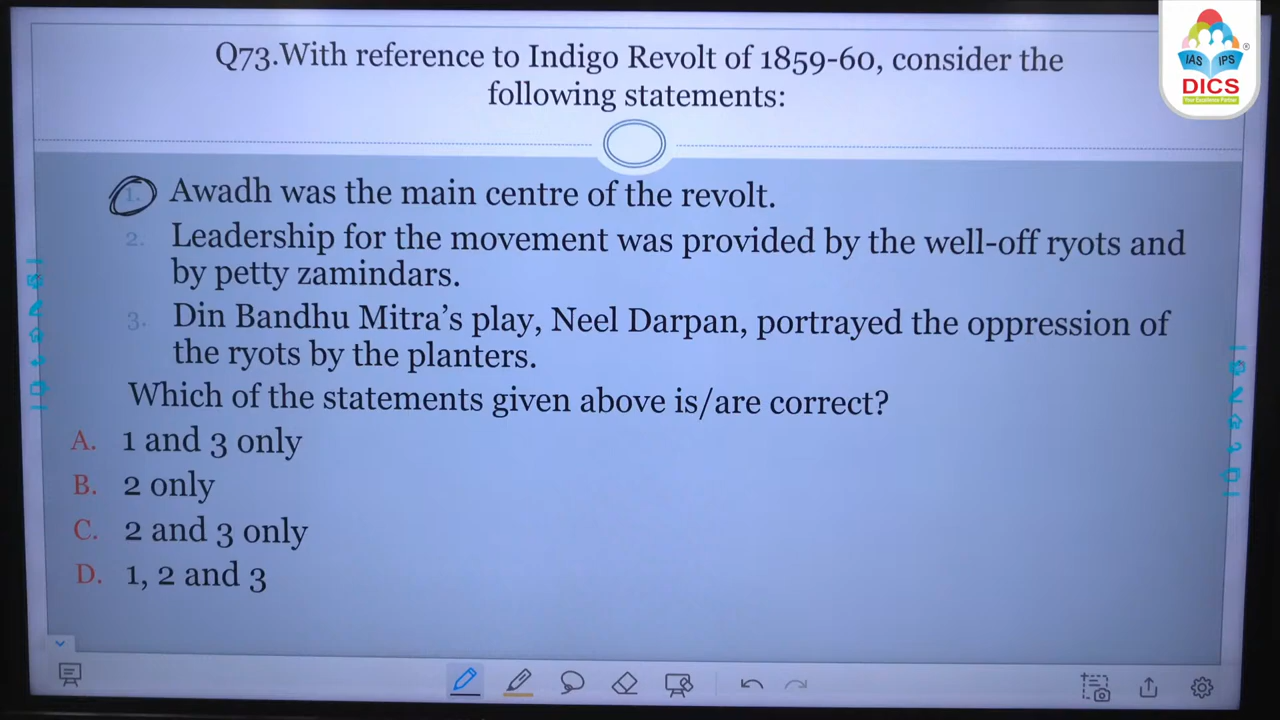 Q73.With reference to Indigo Revolt of 1859-60, consider the
following statements:
IAS IPS
®
DICS
Your Excellence Partner
1. Awadh was the main centre of the revolt.
2. Leadership for the movement was provided by the well-off ryots and
by petty zamindars.
3. Din Bandhu Mitra's play, Neel Darpan, portrayed the oppression of
the ryots by the planters.
Which of the statements given above is/are correct?
A. 1 and 3 only
B. 2 only
C. 2 and 3 only
D. 1, 2 and 3